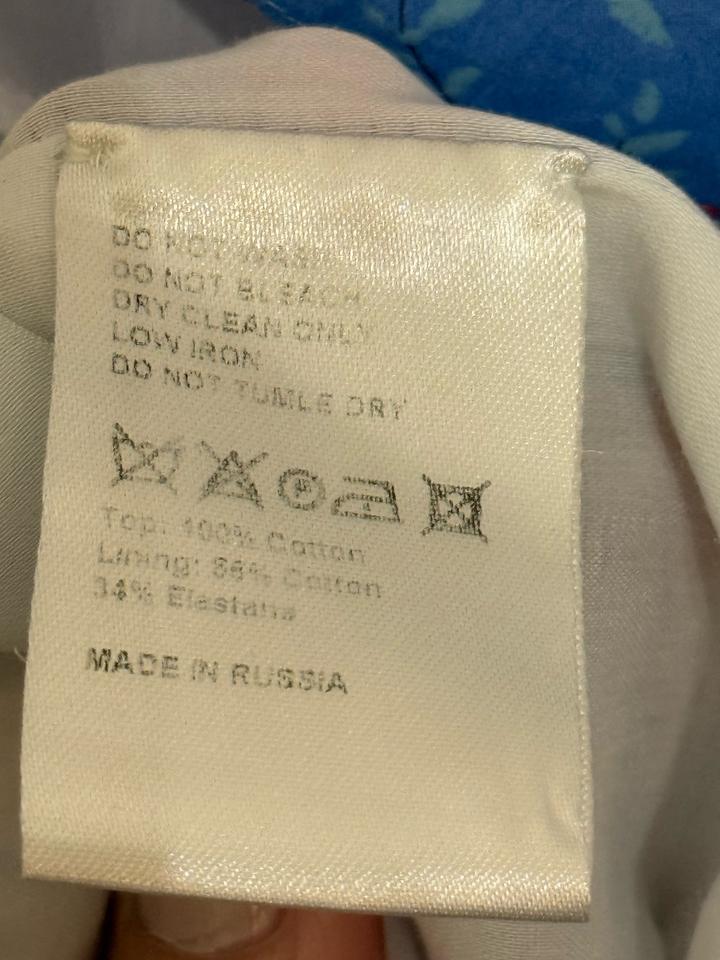 DO NOT WASH
DO NOT BLEACH
DRY CLEAN ONLY
LOW IRON
DO NOT TUMLE DRY
P
Top: 100% Cotton
Lining: 66% Cotton
34% Elastane
MADE IN RUSSIA